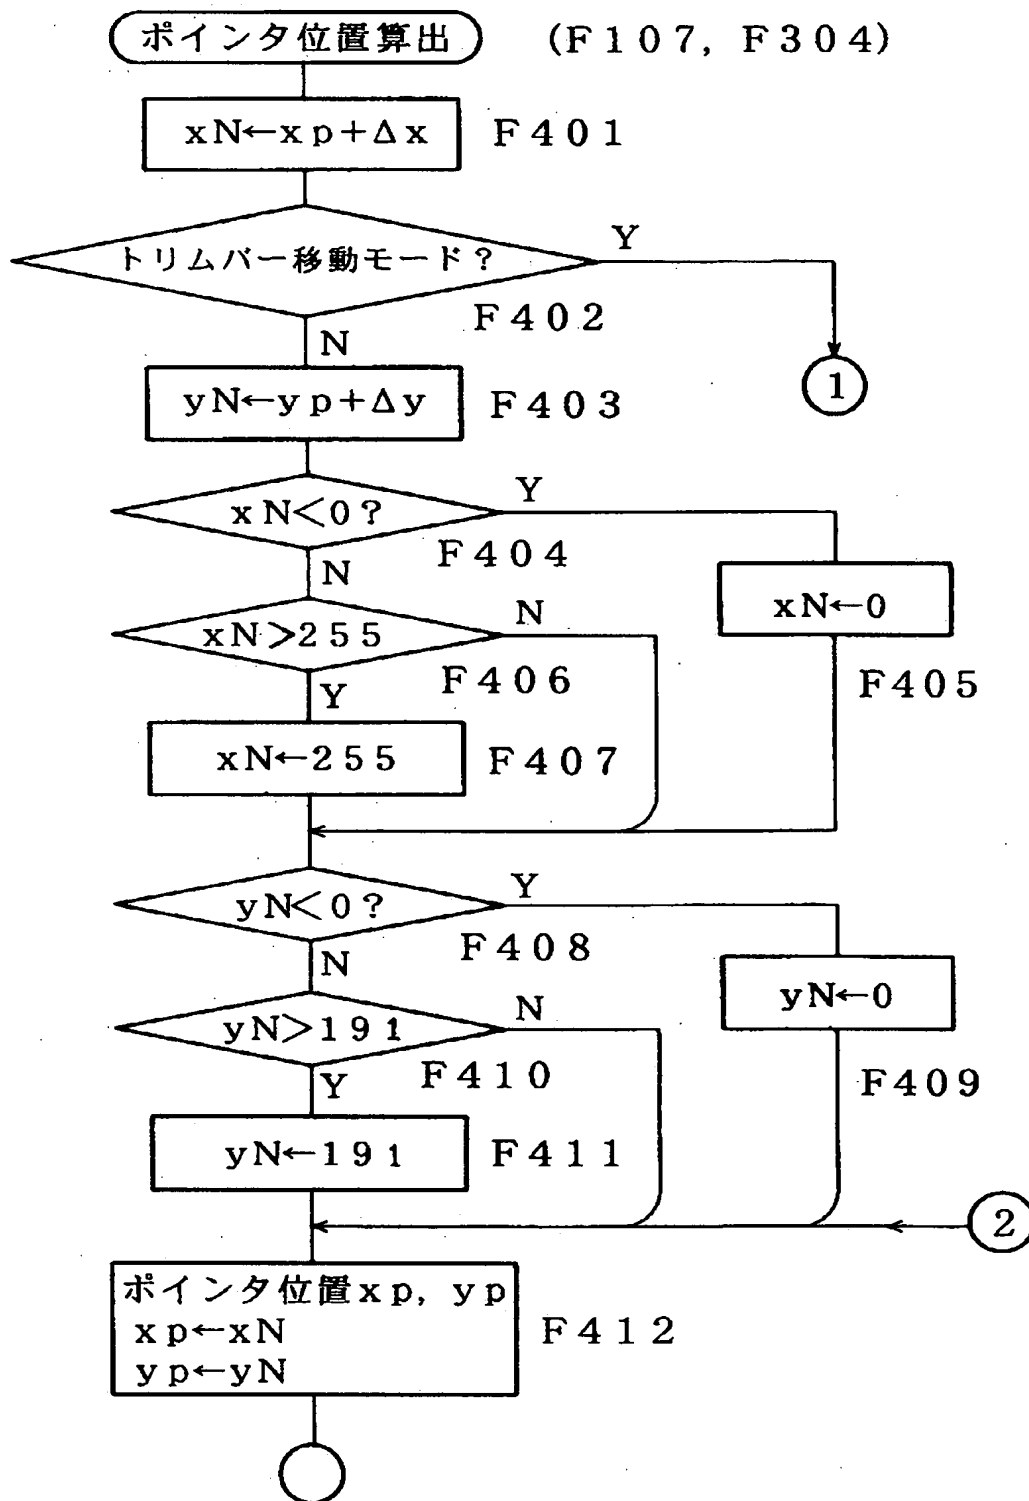 ポインタ位置算出 (F107, F304)
xN←xp+Δx F401
トリムバー移動モード? Y
F402
N
1
yN←yp+Δy F403
xN<0? Y
F404
N
xN←0
xN>255 N
F406 F405
Y
xN←255 F407
yN<0? Y
F408
N
yN←0
yN>191 N
F410 F409
Y
yN←191 F411
2
ポインタ位置xp, yp
xp←xN F412
yp←yN